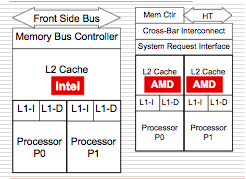 Front Side Bus
Memory Bus Controller
L2 Cache
Intel
L1-I L1-D L1-I L1-D
Processor P0
Processor P1
Mem Ctlr HT
Cross-Bar Interconnect
System Request Interface
L2 Cache L2 Cache
AMD AMD
L1-I L1-D L1-I L1-D
Processor P0
Processor P1